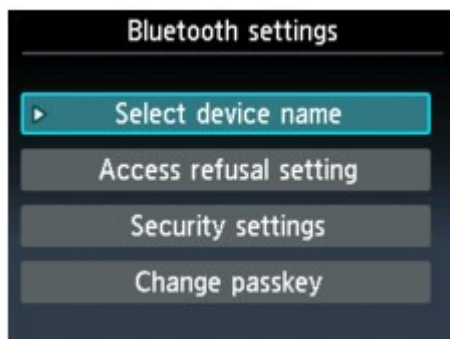 Bluetooth settings
Select device name
Access refusal setting
Security settings
Change passkey